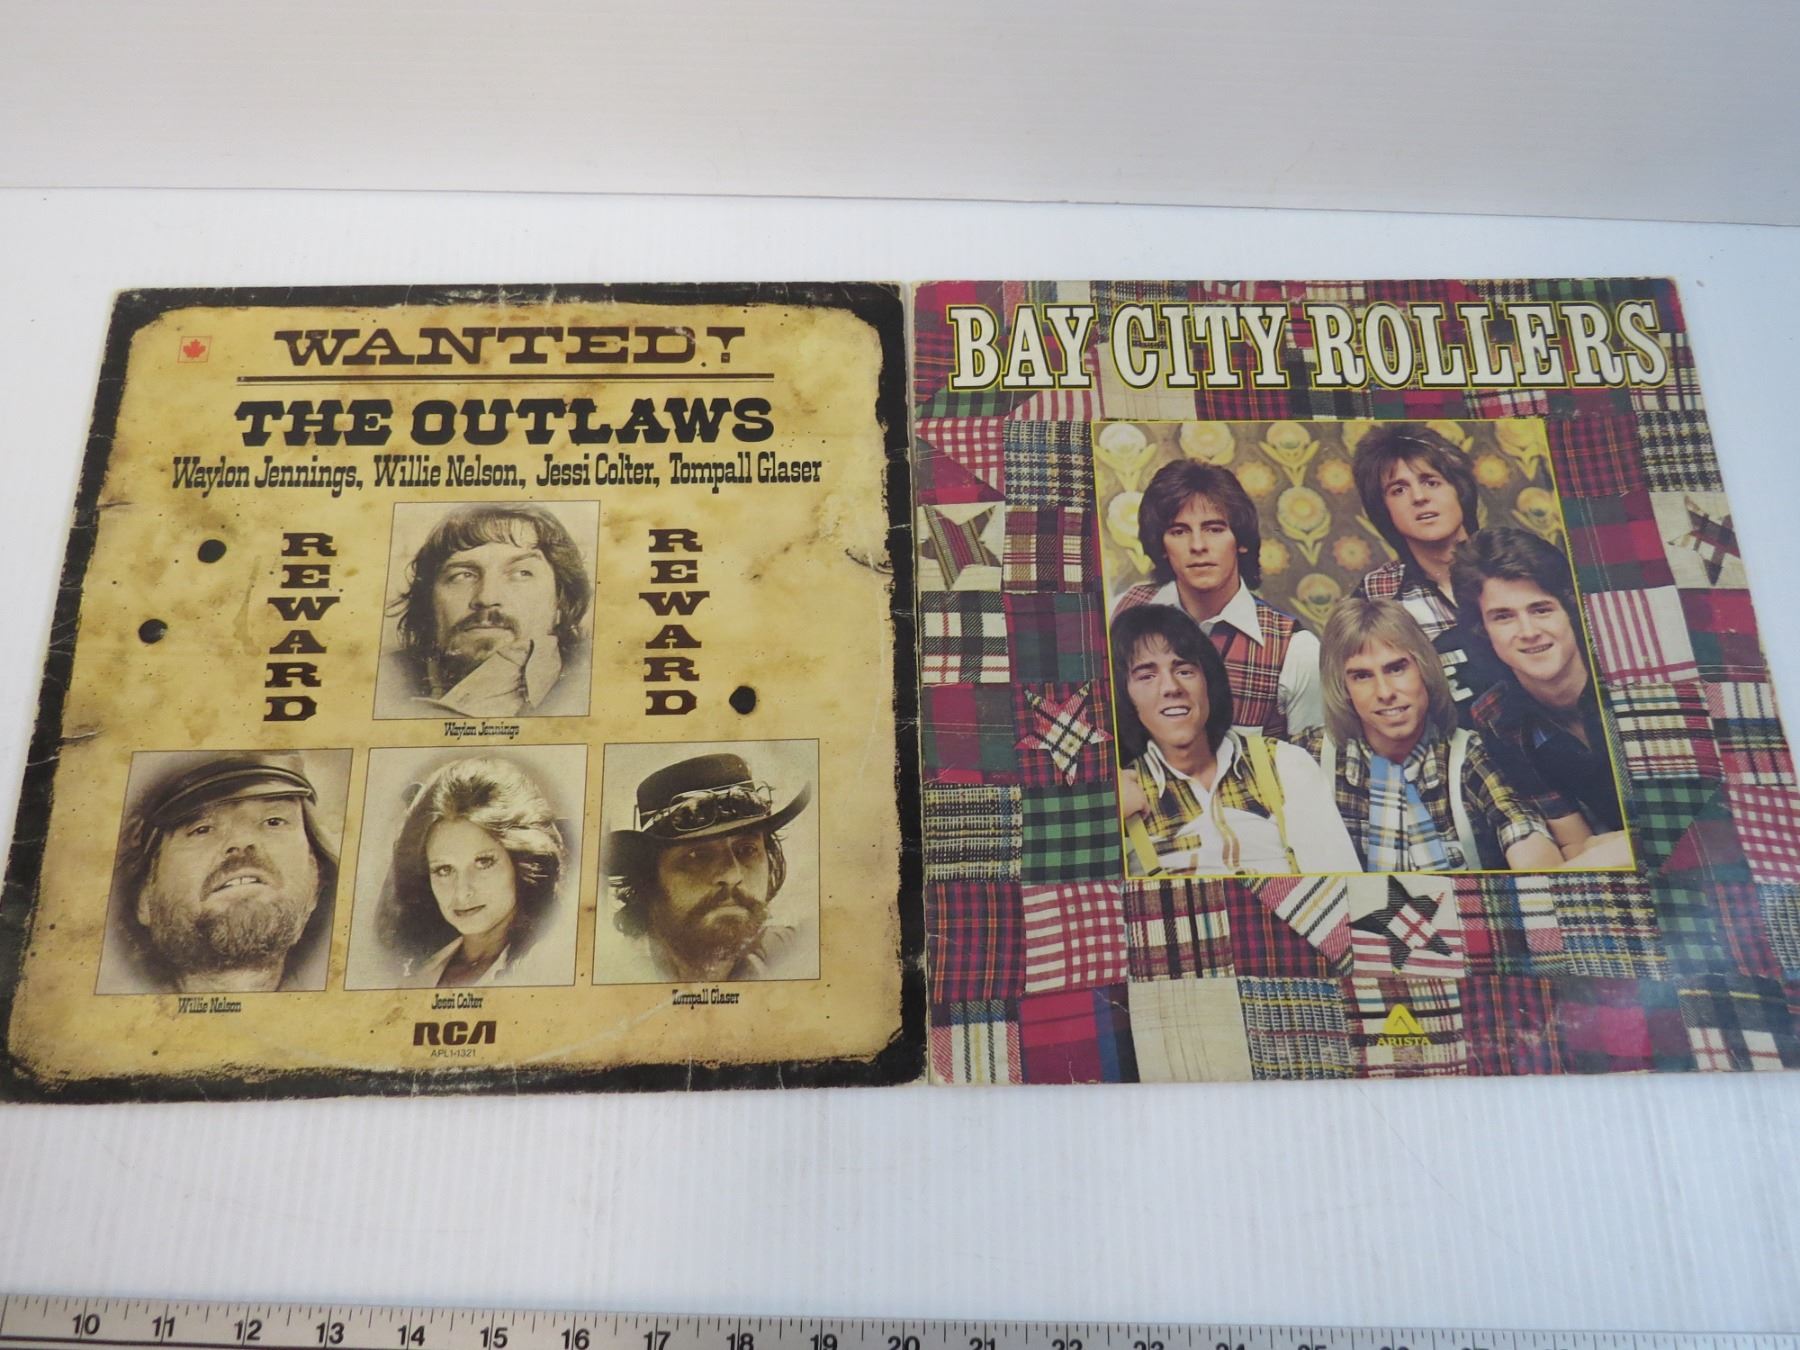 WANTED!
THE OUTLAWS
Waylon Jennings, Willie Nelson, Jessi Colter, Tompall Glaser
REWARD
REWARD
Waylon Jennings
Willie Nelson
Jessi Colter
Tompall Glaser
RCA
APL1-1321
BAY CITY ROLLERS
ARISTA
10 11 12 13 14 15 16 17 18 19 20 21 22 23 24 25 26 27